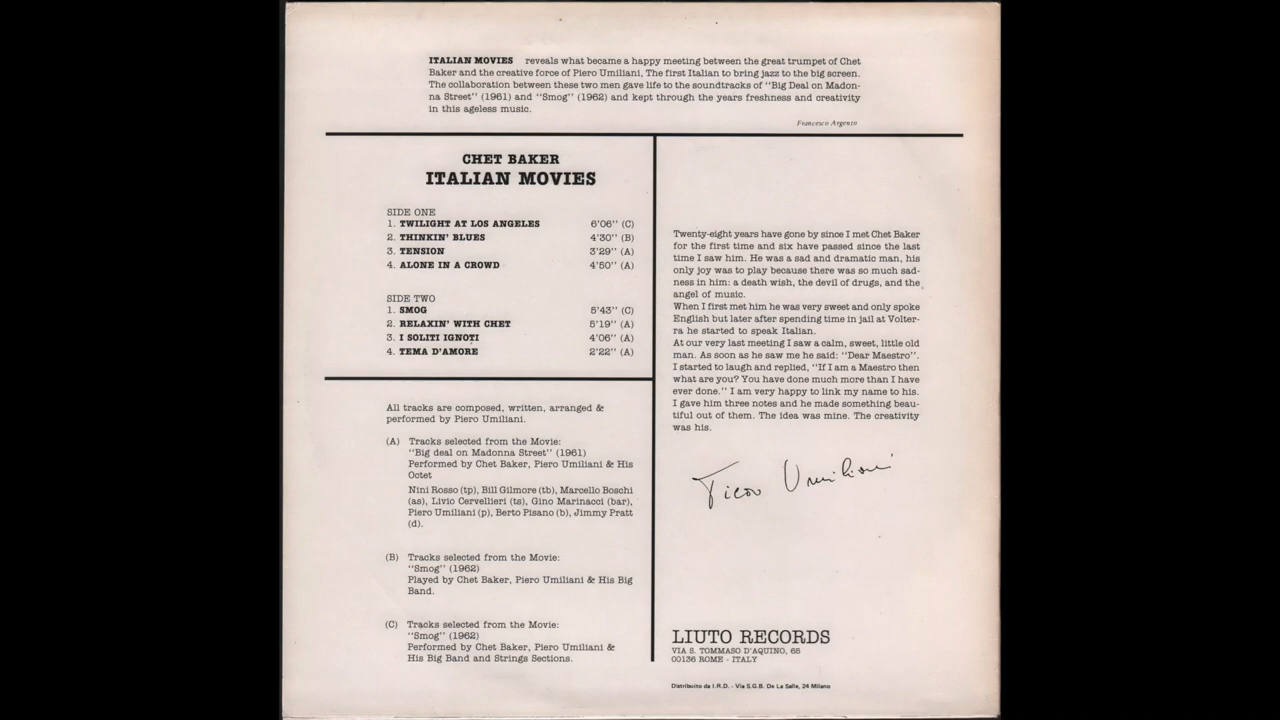 ITALIAN MOVIES reveals what became a happy meeting between the great trumpet of Chet
Baker and the creative force of Piero Umiliani, The first Italian to bring jazz to the big screen.
The collaboration between these two men gave life to the soundtracks of "Big Deal on Madon-
na Street" (1961) and "Smog" (1962) and kept through the years freshness and creativity
in this ageless music.
Francesco Argento
CHET BAKER
ITALIAN MOVIES
SIDE ONE
1. TWILIGHT AT LOS ANGELES 6'06'' (C)
2. THINKIN' BLUES 4'30'' (B)
3. TENSION 3'29'' (A)
4. ALONE IN A CROWD 4'50'' (A)
SIDE TWO
1. SMOG 5'43'' (C)
2. RELAXIN' WITH CHET 5'19'' (A)
3. I SOLITI IGNOTI 4'06'' (A)
4. TEMA D'AMORE 2'22'' (A)
All tracks are composed, written, arranged &
performed by Piero Umiliani.
(A) Tracks selected from the Movie:
"Big deal on Madonna Street" (1961)
Performed by Chet Baker, Piero Umiliani & His
Octet
Nini Rosso (tp), Bill Gilmore (tb), Marcello Boschi
(as), Livio Cervellieri (ts), Gino Marinacci (bar),
Piero Umiliani (p), Berto Pisano (b), Jimmy Pratt
(d).
(B) Tracks selected from the Movie:
"Smog" (1962)
Played by Chet Baker, Piero Umiliani & His Big
Band.
(C) Tracks selected from the Movie:
"Smog" (1962)
Performed by Chet Baker, Piero Umiliani &
His Big Band and Strings Sections.
Twenty-eight years have gone by since I met Chet Baker
for the first time and six have passed since the last
time I saw him. He was a sad and dramatic man, his
only joy was to play because there was so much sad-
ness in him: a death wish, the devil of drugs, and the
angel of music.
When I first met him he was very sweet and only spoke
English but later after spending time in jail at Volter-
ra he started to speak Italian.
At our very last meeting I saw a calm, sweet, little old
man. As soon as he saw me he said: "Dear Maestro".
I started to laugh and replied, "If I am a Maestro then
what are you? You have done much more than I have
ever done." I am very happy to link my name to his.
I gave him three notes and he made something beau-
tiful out of them. The idea was mine. The creativity
was his.
Piero Umiliani
LIUTO RECORDS
VIA S. TOMMASO D'AQUINO, 65
00136 ROME - ITALY
Distribuito da I.R.D. - Via S.G.B. De La Salle, 24 Milano